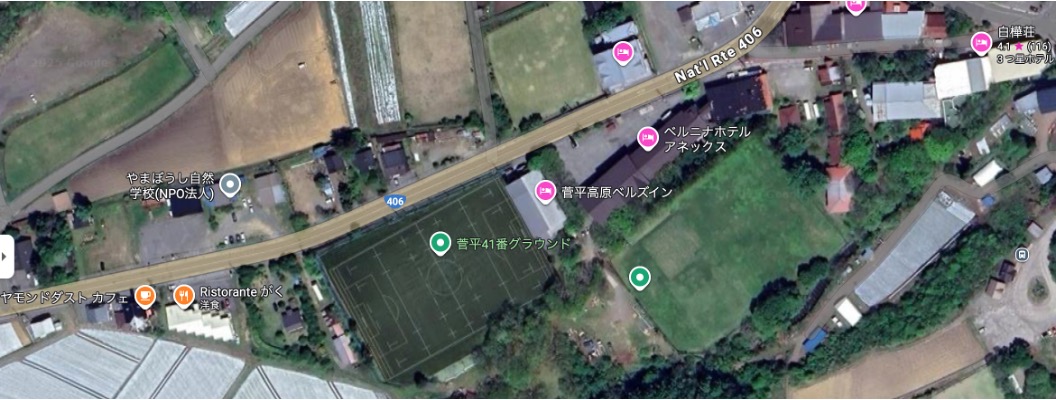 Nat'l Rte 406
白樺荘
4.1 ★ (116)
3 つ星ホテル
ベルニナホテル
アネックス
やまぼうし自然
学校(NPO法人)
菅平高原ベルズイン
406
菅平41番グラウンド
ヤモンドダスト カフェ
Ristorante がく
洋食